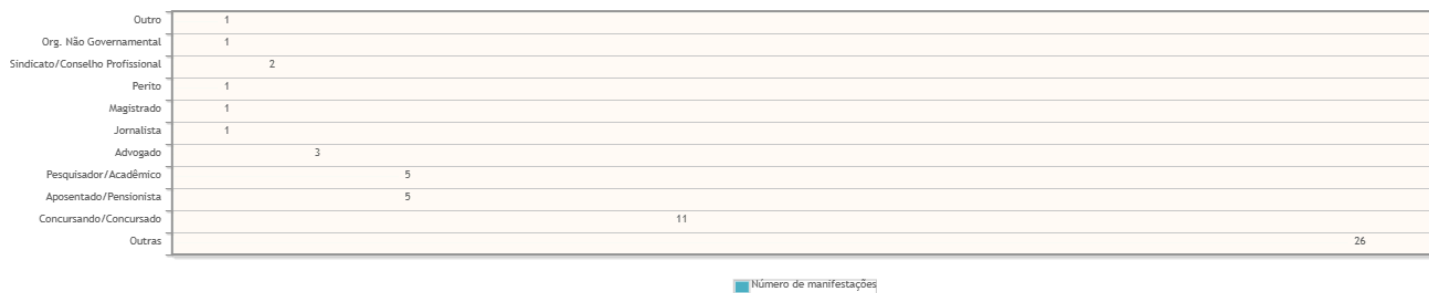 Outro 1
Org. Não Governamental 1
Sindicato/Conselho Profissional 2
Perito 1
Magistrado 1
Jornalista 1
Advogado 3
Pesquisador/Acadêmico 5
Aposentado/Pensionista 5
Concursando/Concursado 11
Outras 26
Número de manifestações